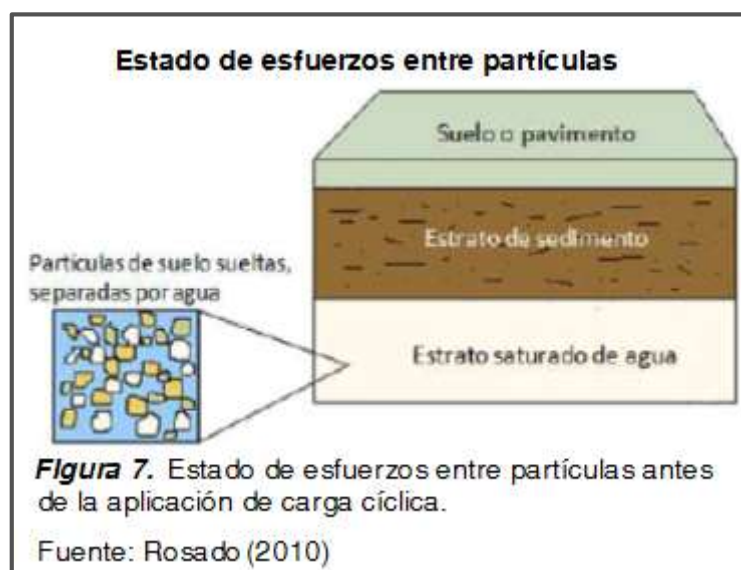 Estado de esfuerzos entre partículas
Suelo o pavimento
Estrato de sedimento
Partículas de suelo sueltas,
separadas por agua
Estrato saturado de agua
Figura 7. Estado de esfuerzos entre partículas antes
de la aplicación de carga cíclica.
Fuente: Rosado (2010)